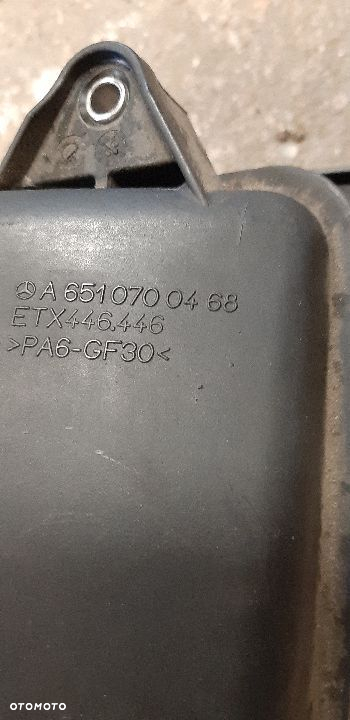 A 651 070 04 68
ETX446.446
>PA6-GF30<
OTOMOTO